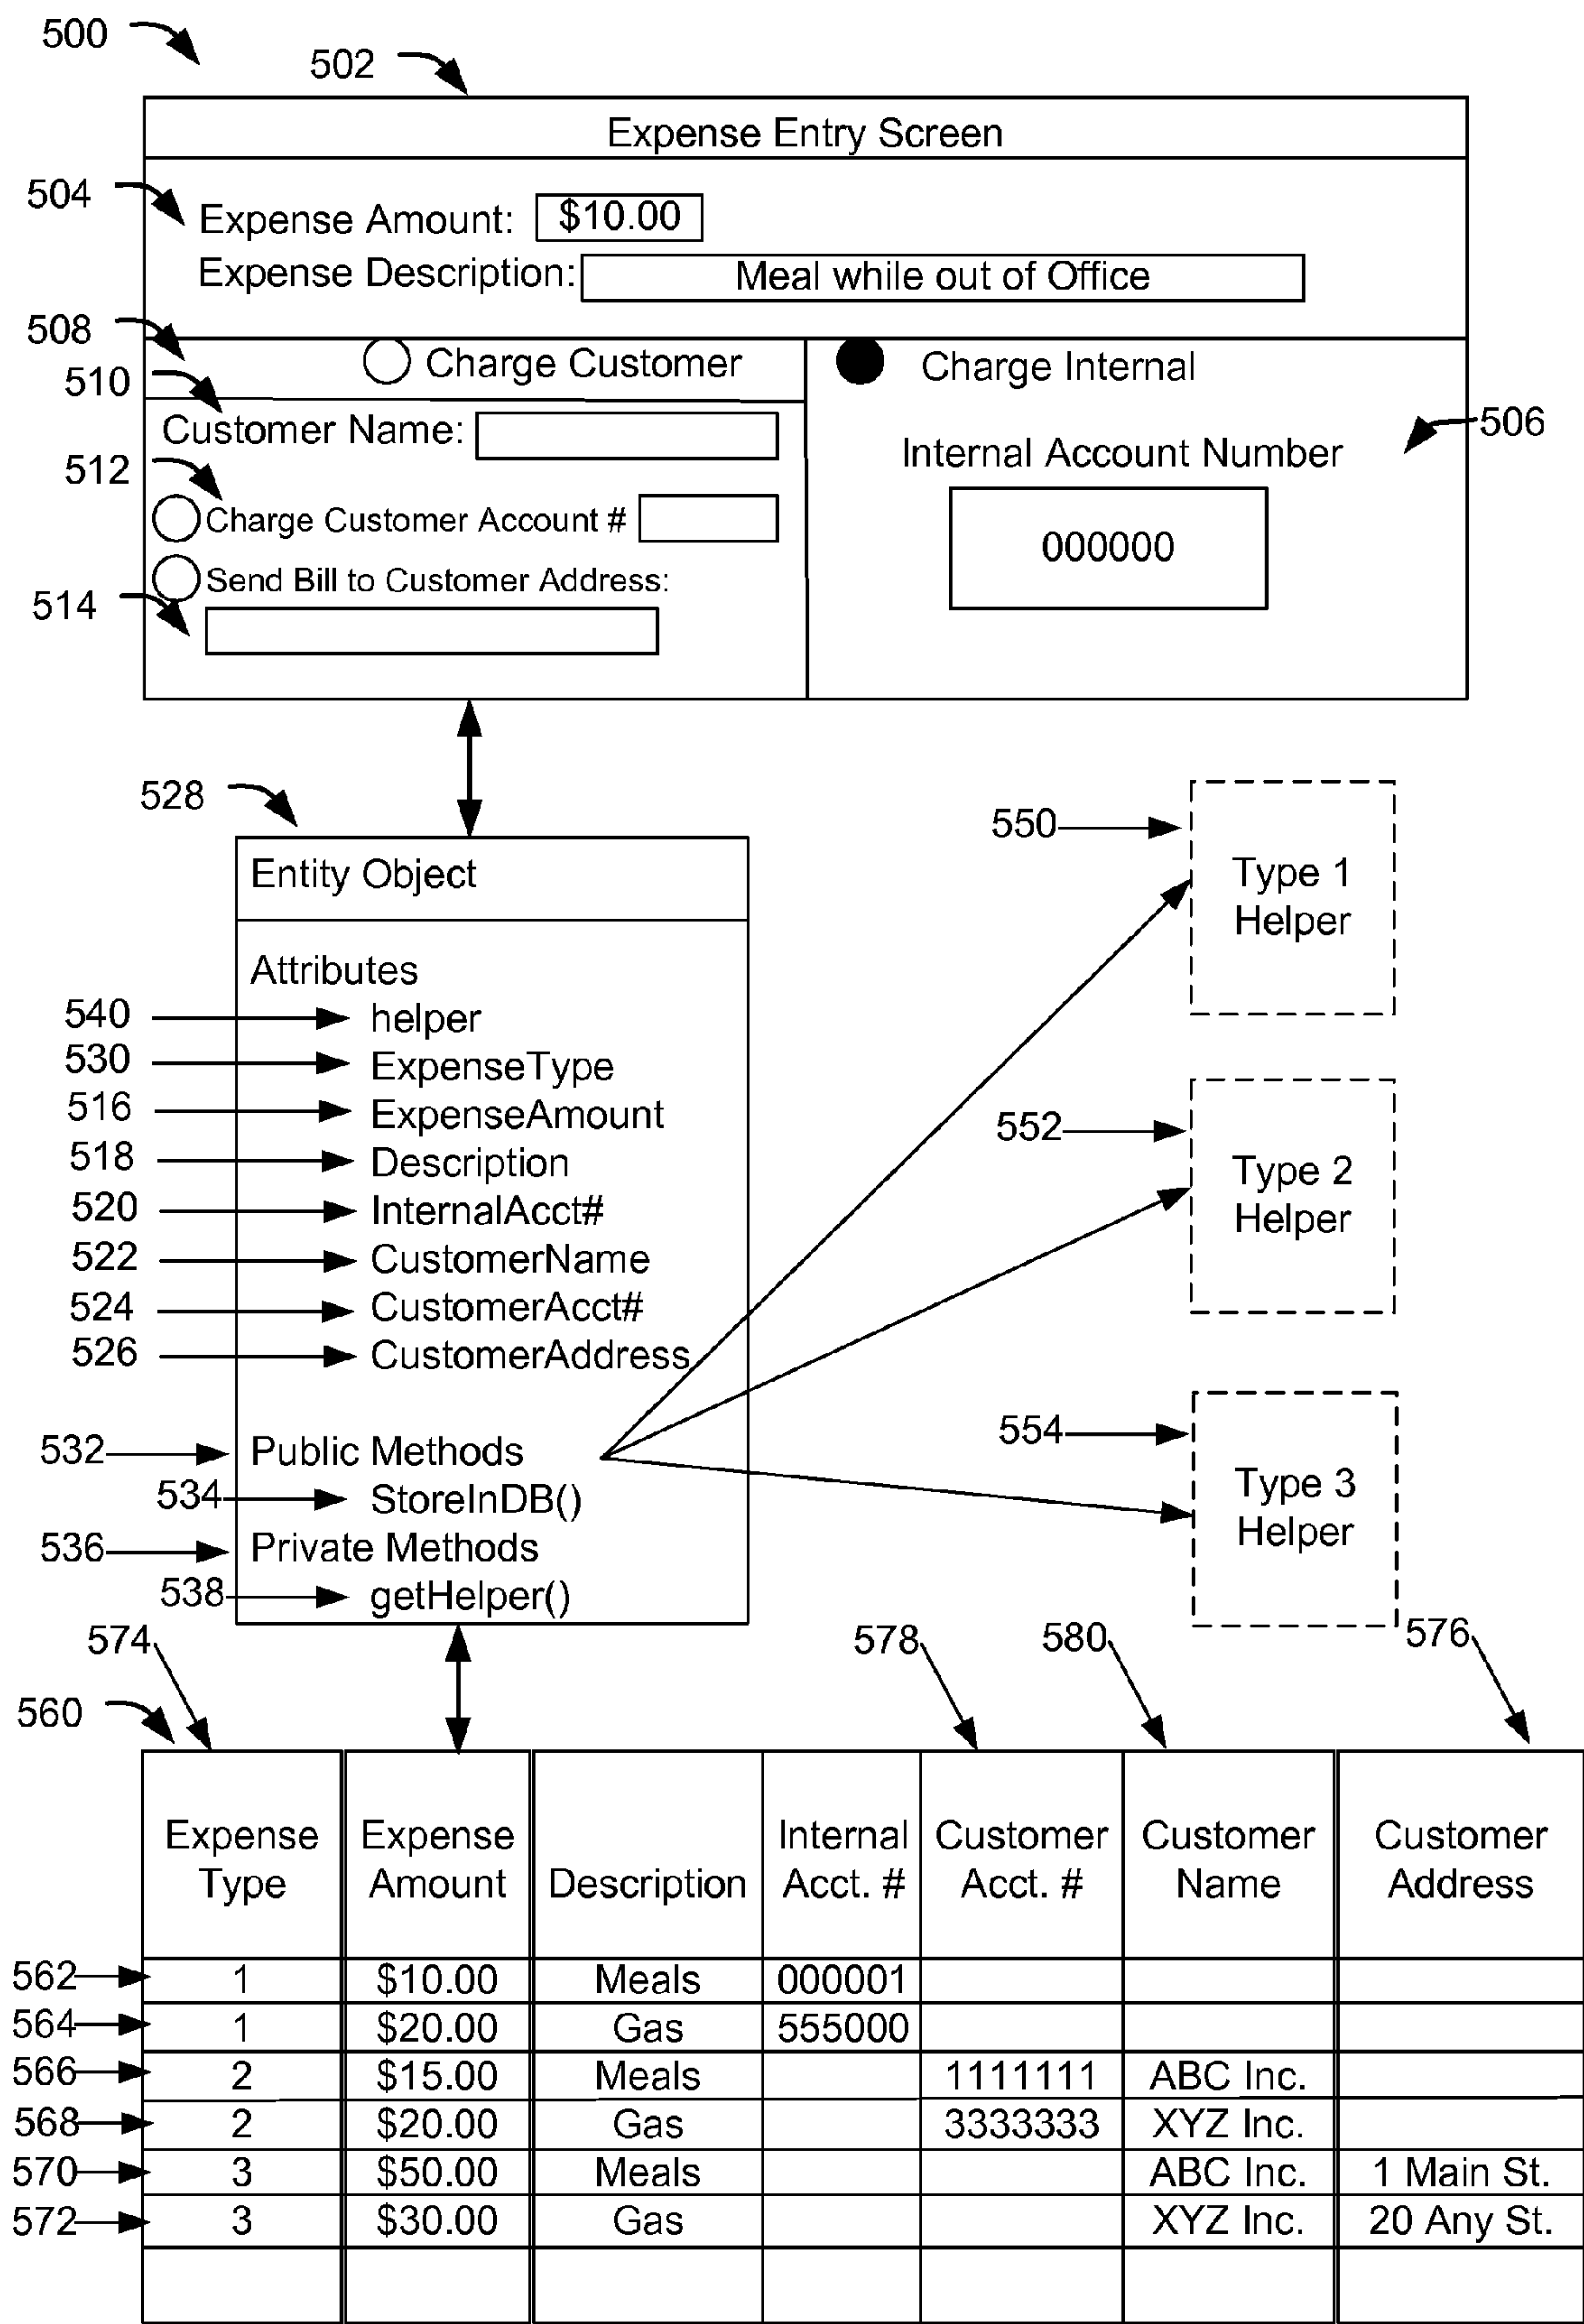 500
502
Expense Entry Screen
504
Expense Amount: $10.00
Expense Description: Meal while out of Office
508
Charge Customer
Charge Internal
510
Customer Name:
506
Internal Account Number
512
Charge Customer Account #
000000
Send Bill to Customer Address:
514
528
550
Type 1
Helper
Entity Object
Attributes
540 helper
530 ExpenseType
516 ExpenseAmount
518 Description
520 InternalAcct#
522 CustomerName
524 CustomerAcct#
526 CustomerAddress
552
Type 2
Helper
532 Public Methods
534 StoreInDB()
536 Private Methods
538 getHelper()
554
Type 3
Helper
574 578 580 576
560
Expense Type Expense Amount Description Internal Acct. # Customer Acct. # Customer Name Customer Address
562 1 $10.00 Meals 000001
564 1 $20.00 Gas 555000
566 2 $15.00 Meals 1111111 ABC Inc.
568 2 $20.00 Gas 3333333 XYZ Inc.
570 3 $50.00 Meals ABC Inc. 1 Main St.
572 3 $30.00 Gas XYZ Inc. 20 Any St.